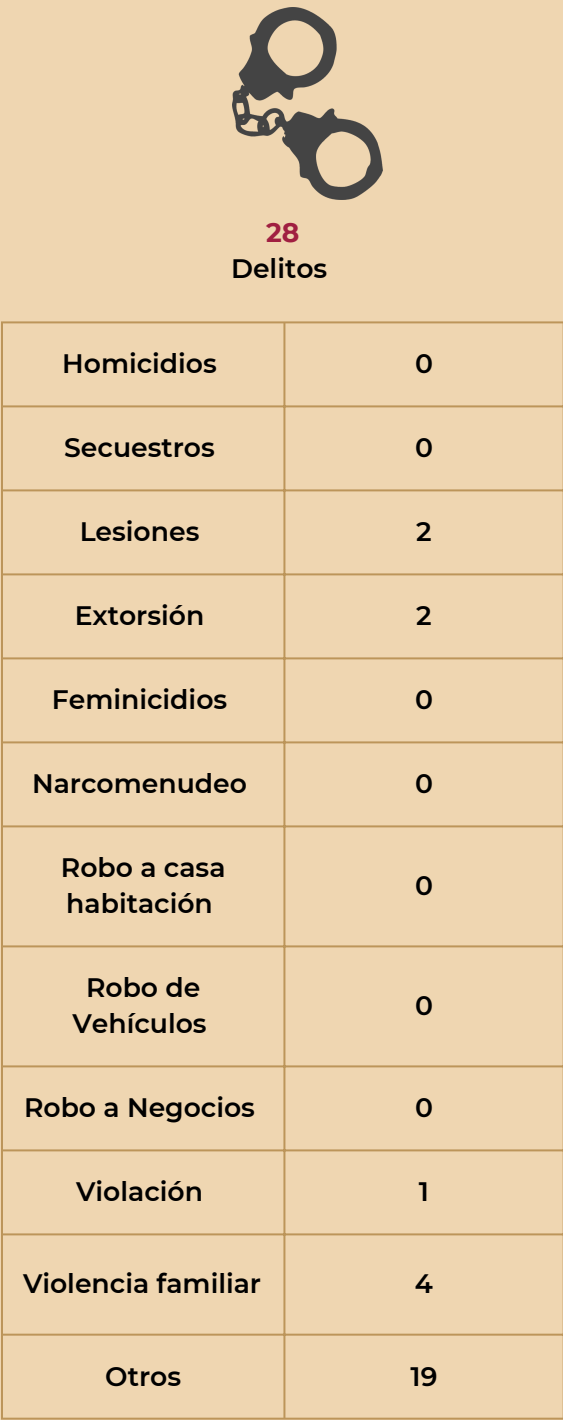 28
Delitos
Homicidios 0
Secuestros 0
Lesiones 2
Extorsión 2
Feminicidios 0
Narcomenudeo 0
Robo a casa
habitación 0
Robo de
Vehículos 0
Robo a Negocios 0
Violación 1
Violencia familiar 4
Otros 19